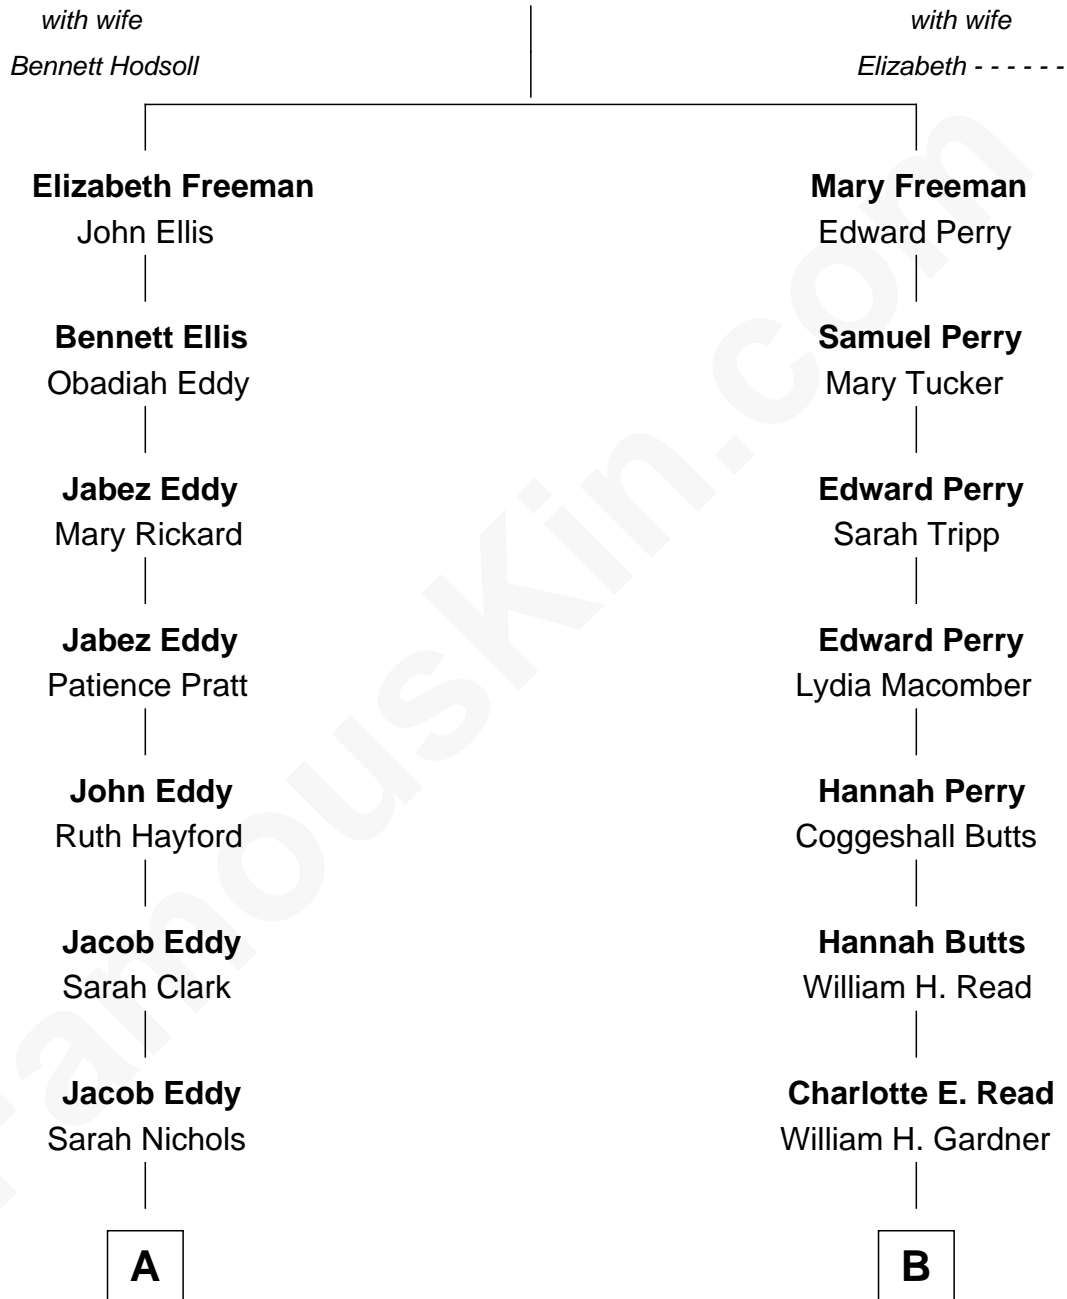 with wife
with wife
Bennett Hodsoll
Elizabeth - - - - - -
Elizabeth Freeman
Mary Freeman
John Ellis
Edward Perry
Bennett Ellis
Samuel Perry
Obadiah Eddy
Mary Tucker
Jabez Eddy
Edward Perry
Mary Rickard
Sarah Tripp
Jabez Eddy
Edward Perry
Patience Pratt
Lydia Macomber
John Eddy
Hannah Perry
Ruth Hayford
Coggeshall Butts
Jacob Eddy
Hannah Butts
Sarah Clark
William H. Read
Jacob Eddy
Charlotte E. Read
Sarah Nichols
William H. Gardner
A
B
FamousKin.com